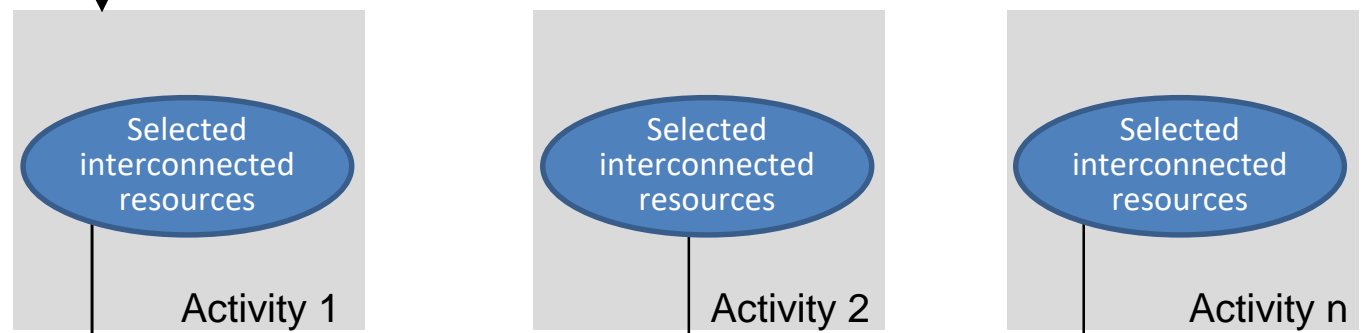 Selected
interconnected
resources
Activity 1
Selected
interconnected
resources
Activity 2
Selected
interconnected
resources
Activity n